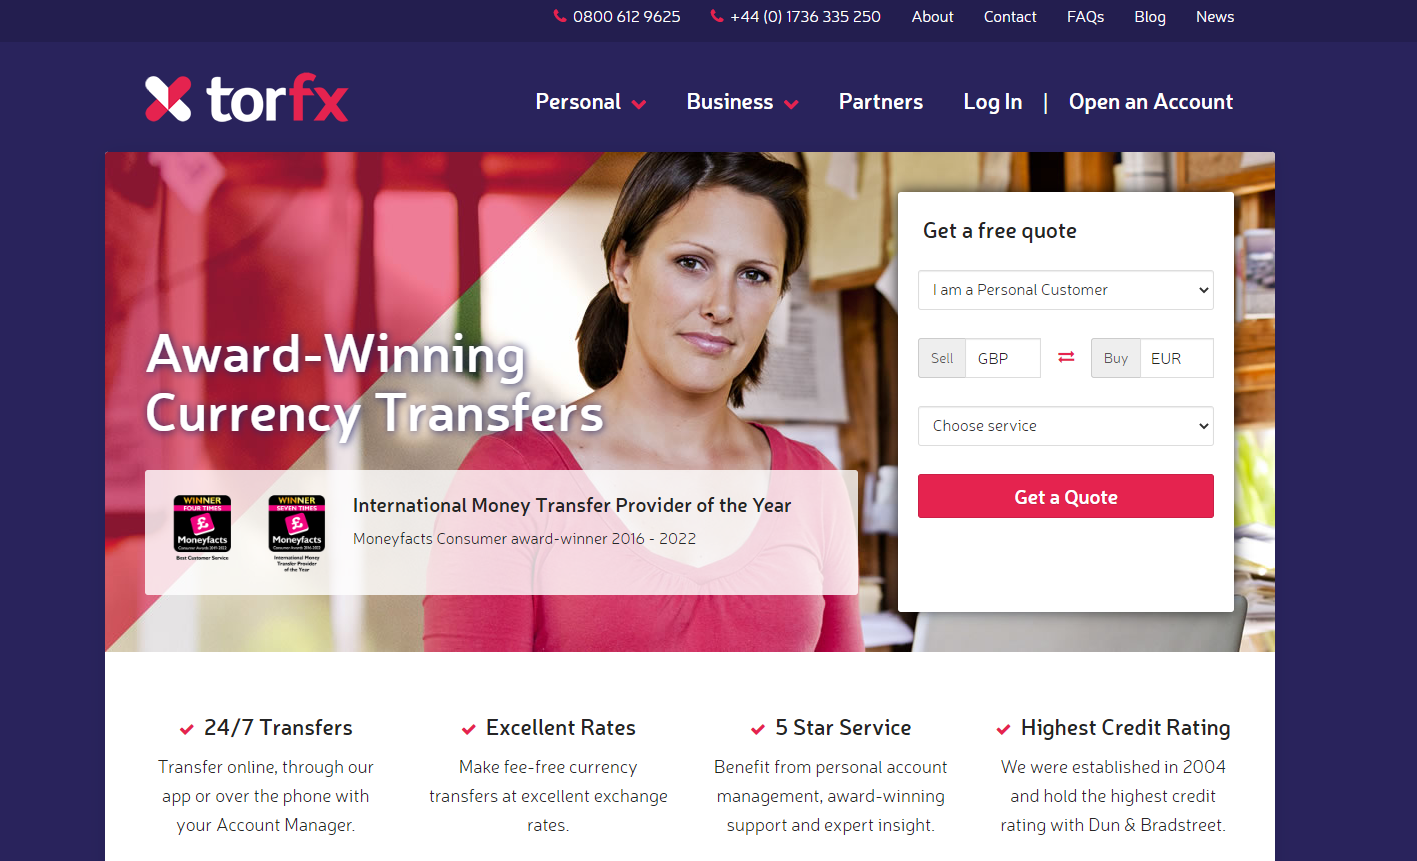 0800 612 9625 +44 (0) 1736 335 250 About Contact FAQs Blog News
torfx
Personal Business Partners Log In | Open an Account
Get a free quote
I am a Personal Customer
Sell GBP Buy EUR
Choose service
Get a Quote
Award-Winning
Currency Transfers
WINNER
FOUR TIMES
£
Moneyfacts
Best Customer Service
WINNER
SEVEN TIMES
£
Moneyfacts
Consumer Awards 2016-2022
International Money
Transfer Provider
of the Year
International Money Transfer Provider of the Year
Moneyfacts Consumer award-winner 2016 - 2022
24/7 Transfers
Transfer online, through our
app or over the phone with
your Account Manager.
Excellent Rates
Make fee-free currency
transfers at excellent exchange
rates.
5 Star Service
Benefit from personal account
management, award-winning
support and expert insight.
Highest Credit Rating
We were established in 2004
and hold the highest credit
rating with Dun & Bradstreet.